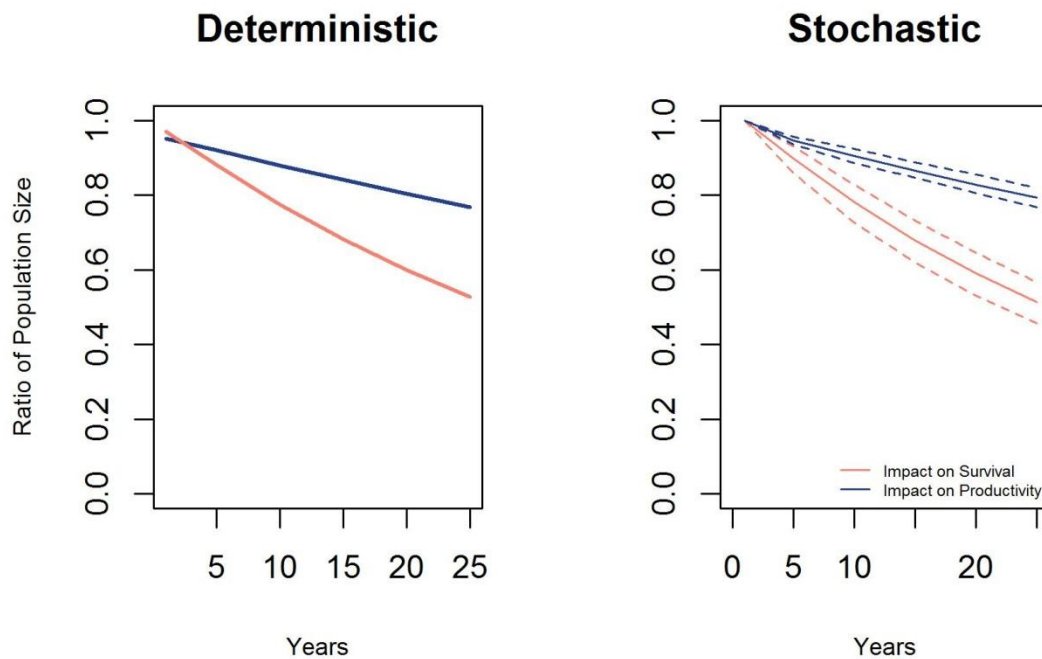 Deterministic
Ratio of Population Size
1.0
0.8
0.6
0.4
0.2
0.0
5 10 15 20 25
Years
Stochastic
1.0
0.8
0.6
0.4
0.2
0.0
Impact on Survival
Impact on Productivity
0 5 10 20
Years